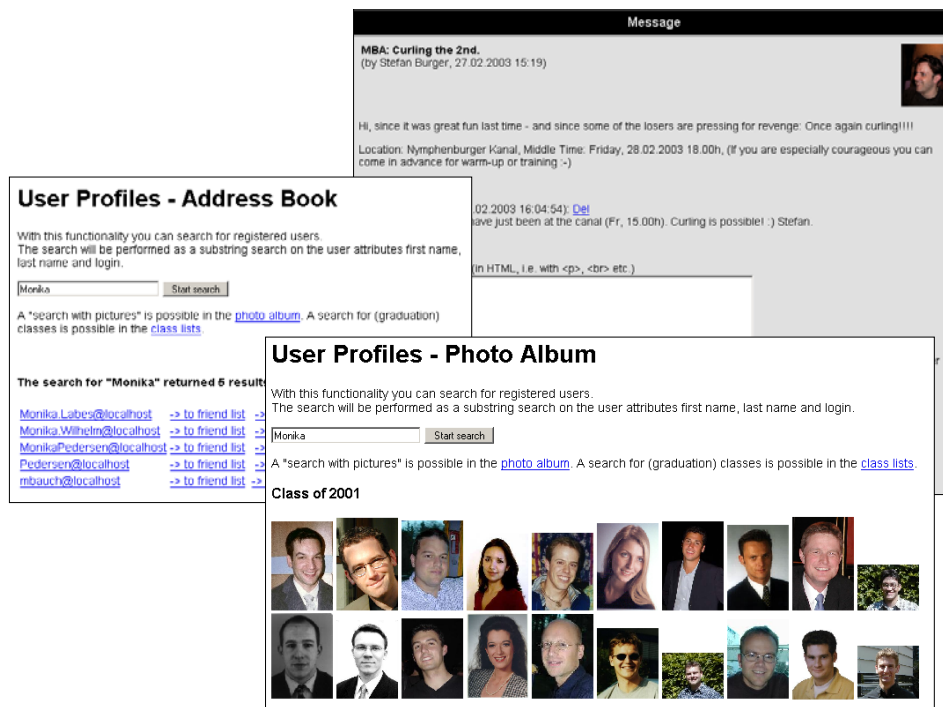 Message
MBA: Curling the 2nd.
(by Stefan Burger, 27.02.2003 15:19)
Hi, since it was great fun last time - and since some of the losers are pressing for revenge: Once again curling!!!!
Location: Nymphenburger Kanal, Middle Time: Friday, 28.02.2003 18.00h, (If you are especially courageous you can
come in advance for warm-up or training :-)
.02.2003 16:04:54): Del
have just been at the canal (Fr, 15.00h). Curling is possible! :) Stefan.
(in HTML, i.e. with <p>, <br> etc.)
User Profiles - Address Book
With this functionality you can search for registered users.
The search will be performed as a substring search on the user attributes first name,
last name and login.
Monika Start search
A "search with pictures" is possible in the photo album. A search for (graduation)
classes is possible in the class lists.
The search for "Monika" returned 5 results
Monika.Labes@localhost -> to friend list ->
Monika.Wilhelm@localhost -> to friend list ->
MonikaPedersen@localhost -> to friend list ->
Pedersen@localhost -> to friend list ->
mbauch@localhost -> to friend list ->
User Profiles - Photo Album
With this functionality you can search for registered users.
The search will be performed as a substring search on the user attributes first name, last name and login.
Monika Start search
A "search with pictures" is possible in the photo album. A search for (graduation) classes is possible in the class lists.
Class of 2001